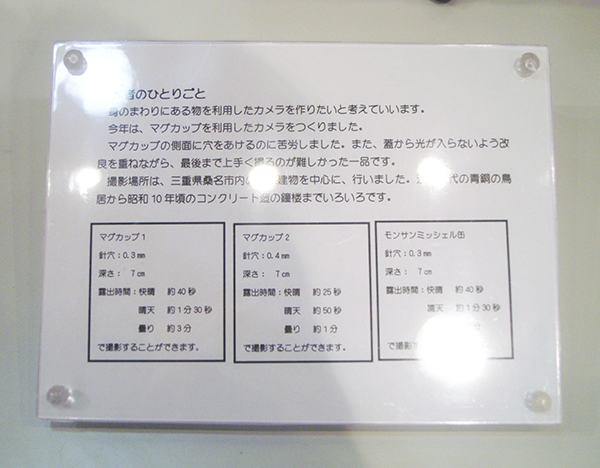 者のひとりごと
身のまわりにある物を利用したカメラを作りたいと考えていいます。
今年は、マグカップを利用したカメラをつくりました。
マグカップの側面に穴をあけるのに苦労しました。また、蓋から光が入らないよう改
良を重ねながら、最後まで上手く撮るのが難しかった一品です。
撮影場所は、三重県桑名市内の 建物を中心に、行いました。 代の青銅の鳥
居から昭和10年頃のコンクリート造の鐘楼までいろいろです。
マグカップ1
針穴：0.3mm
深さ： 7cm
露出時間：快晴 約40秒
晴天 約1分30秒
曇り 約3分
で撮影することができます。
マグカップ2
針穴：0.4mm
深さ： 7cm
露出時間：快晴 約25秒
晴天 約50秒
曇り 約1分
で撮影することができます。
モンサンミッシェル缶
針穴：0.3mm
深さ： 7cm
露出時間：快晴 約40秒
晴天 約1分30秒
で ことができます。